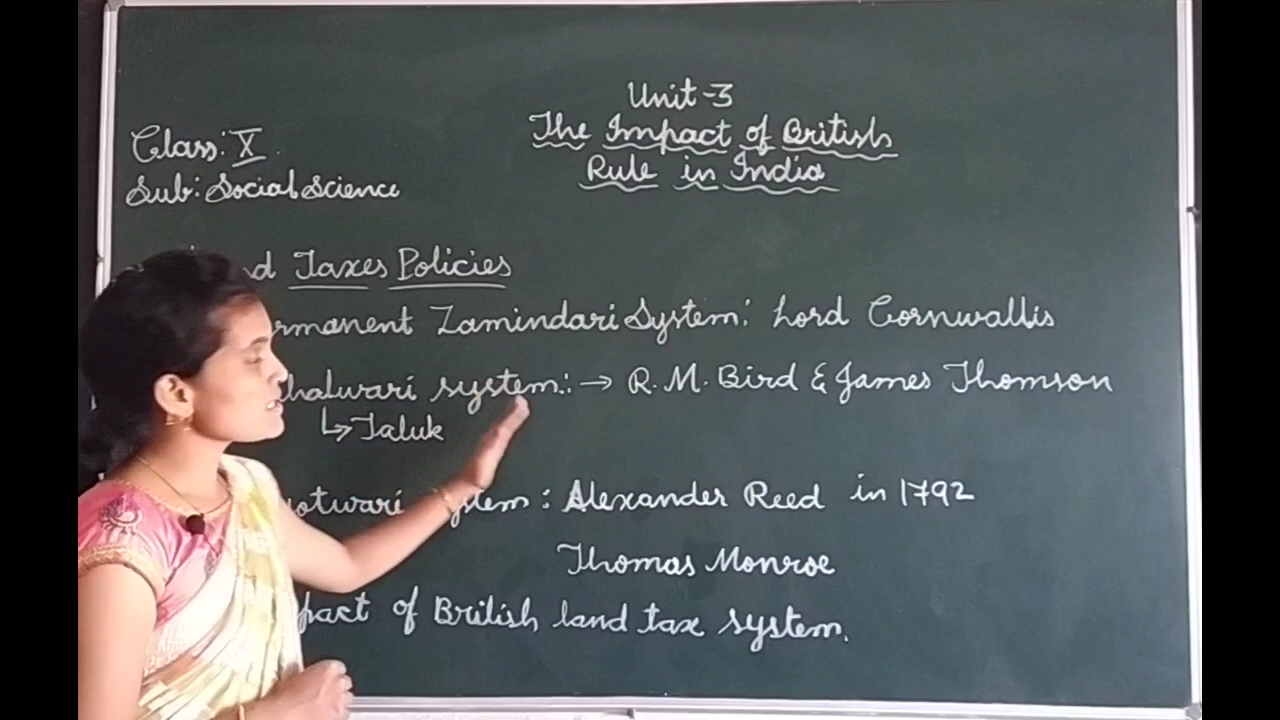 Unit-3
The Impact of British
Rule in India
Class: X
Sub: Social Science
Taxes Policies
Zamindari System: Lord Cornwallis
system: → R. M. Bird & James Thomson
↳ Taluk
: Alexander Reed in 1792
Thomas Monroe
of British land tax system.